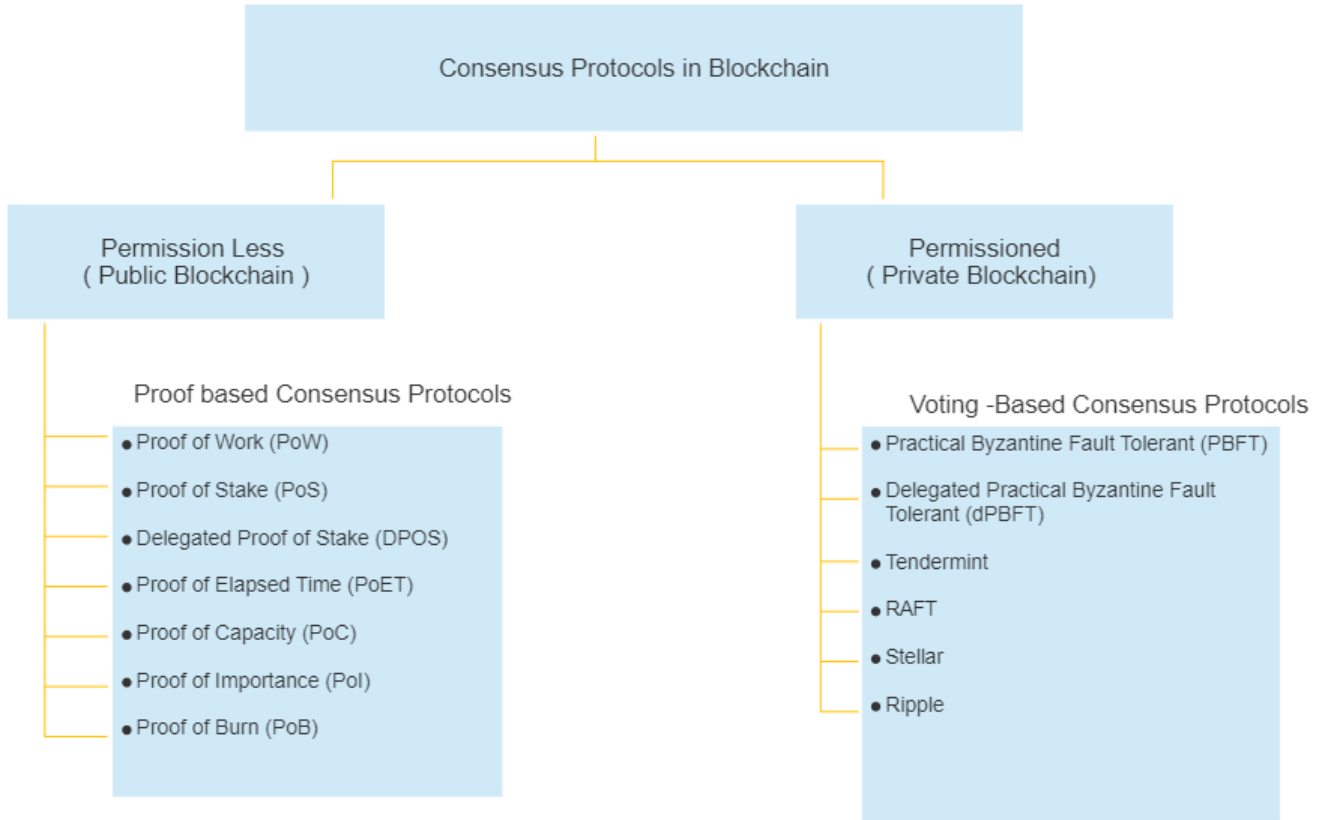 Consensus Protocols in Blockchain
Permission Less
( Public Blockchain )
Permissioned
( Private Blockchain)
Proof based Consensus Protocols
● Proof of Work (PoW)
● Proof of Stake (PoS)
● Delegated Proof of Stake (DPOS)
● Proof of Elapsed Time (PoET)
● Proof of Capacity (PoC)
● Proof of Importance (PoI)
● Proof of Burn (PoB)
Voting -Based Consensus Protocols
● Practical Byzantine Fault Tolerant (PBFT)
● Delegated Practical Byzantine Fault
Tolerant (dPBFT)
● Tendermint
● RAFT
● Stellar
● Ripple